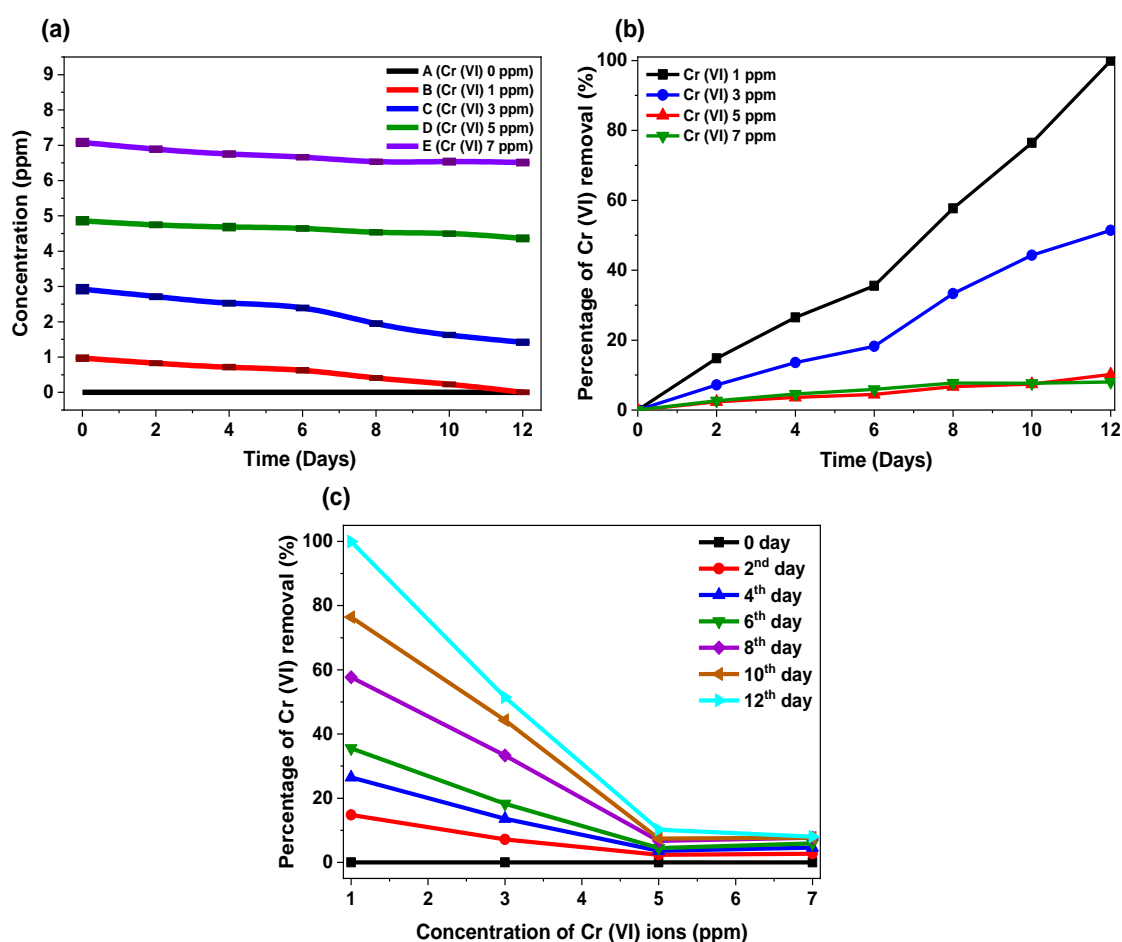 (a)
Concentration (ppm)
9
8
7
6
5
4
3
2
1
0
A (Cr (VI) 0 ppm)
B (Cr (VI) 1 ppm)
C (Cr (VI) 3 ppm)
D (Cr (VI) 5 ppm)
E (Cr (VI) 7 ppm)
0 2 4 6 8 10 12
Time (Days)
(b)
Percentage of Cr (VI) removal (%)
100
80
60
40
20
0
Cr (VI) 1 ppm
Cr (VI) 3 ppm
Cr (VI) 5 ppm
Cr (VI) 7 ppm
0 2 4 6 8 10 12
Time (Days)
(c)
Percentage of Cr (VI) removal (%)
100
80
60
40
20
0
0 day
2nd day
4th day
6th day
8th day
10th day
12th day
1 2 3 4 5 6 7
Concentration of Cr (VI) ions (ppm)